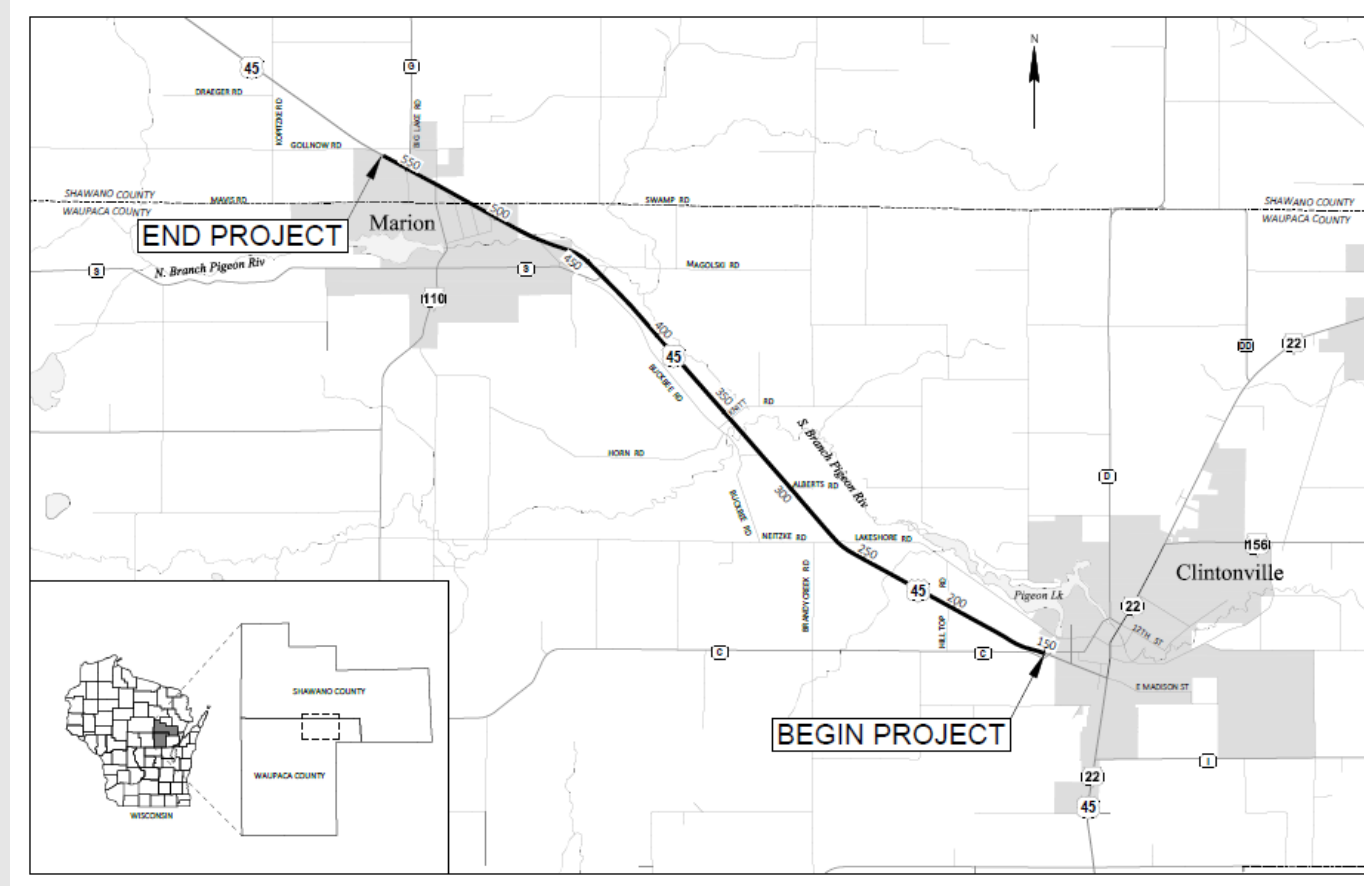 N
45
G
DRAEGER RD
KOPITZKE RD
BIG LAKE RD
GOLLNOW RD
550
SHAWANO COUNTY
WAUPACA COUNTY
MAVIS RD
SWAMP RD
SHAWANO COUNTY
WAUPACA COUNTY
500
Marion
END PROJECT
450
MAGOLSKI RD
S
N. Branch Pigeon Riv
S
110
400
45
22
DD
BUCKBEE RD
350
RD
S. Branch Pigeon Riv
HORN RD
D
ALBERTS RD
300
BUCKBEE RD
NEITZKE RD
LAKESHORE RD
250
156
Clintonville
BRANDY CREEK RD
45
200
HILL TOP RD
Pigeon Lk
22
12TH ST
150
C
C
E MADISON ST
BEGIN PROJECT
I
22
45
SHAWANO COUNTY
WAUPACA COUNTY
WISCONSIN